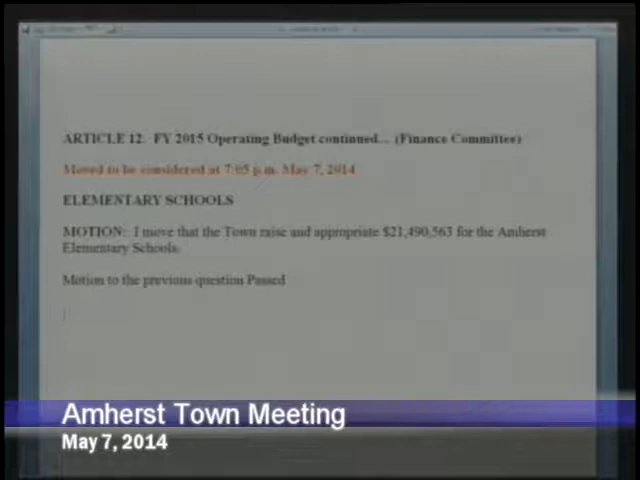 ARTICLE 12: FY 2015 Operating Budget continued... (Finance Committee)
Moved to be considered at 7:05 p.m. May 7, 2014
ELEMENTARY SCHOOLS
MOTION: I move that the Town raise and appropriate $21,490,563 for the Amherst
Elementary Schools.
Motion to the previous question Passed
Amherst Town Meeting
May 7, 2014